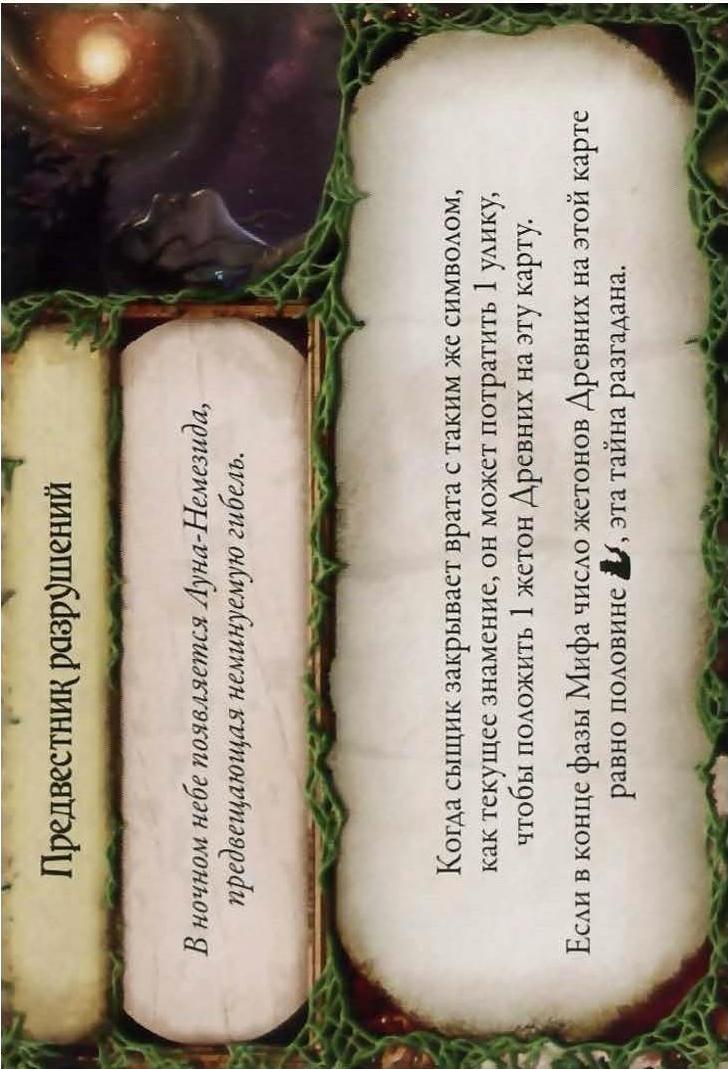 Предвестник разрушений
В ночном небе появляется Луна-Немезида,
предвещающая неминуемую гибель.
Когда сыщик закрывает врата с таким же символом,
как текущее знамение, он может потратить 1 улику,
чтобы положить 1 жетон Древних на эту карту.
Если в конце фазы Мифа число жетонов Древних на этой карте
равно половине , эта тайна разгадана.